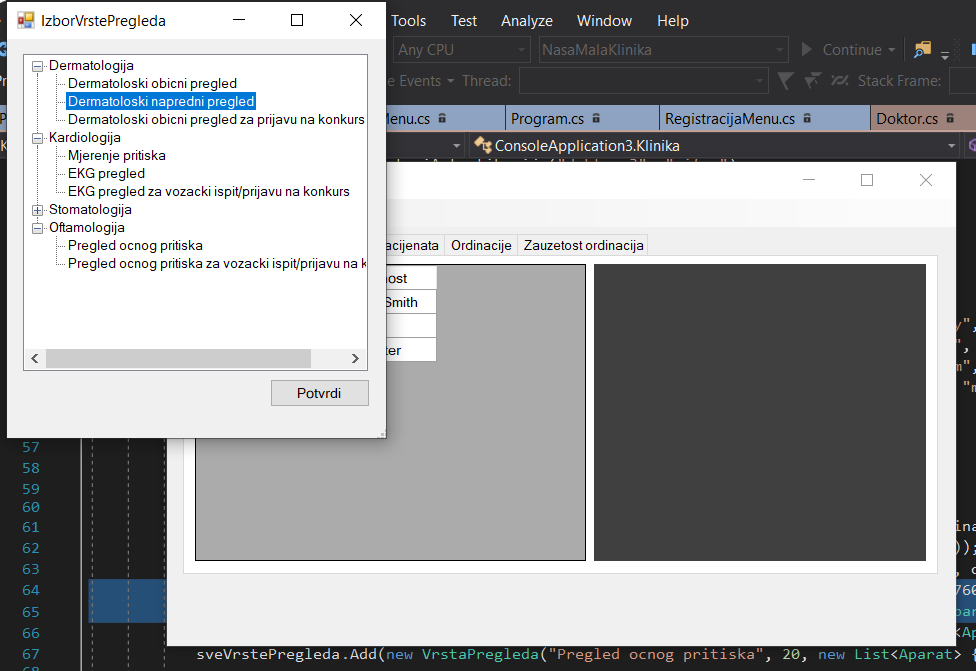 IzborVrstePregleda
Tools Test Analyze Window Help
Any CPU NasaMalaKlinika Continue
Events Thread: Stack Frame:
Menu.cs Program.cs RegistracijaMenu.cs Doktor.cs
ConsoleApplication3.Klinika
Dermatologija
Dermatoloski obicni pregled
Dermatoloski napredni pregled
Dermatoloski obicni pregled za prijavu na konkurs
Kardiologija
Mjerenje pritiska
EKG pregled
EKG pregled za vozacki ispit/prijavu na konkurs
Stomatologija
Oftamologija
Pregled ocnog pritiska
Pregled ocnog pritiska za vozacki ispit/prijavu na k
Potvrdi
acijenata Ordinacije Zauzetost ordinacija
ost
Smith
ter
57
58
59
60
61
62
63
64
65
66
67 sveVrstePregleda.Add(new VrstaPregleda("Pregled ocnog pritiska", 20, new List<Aparat>